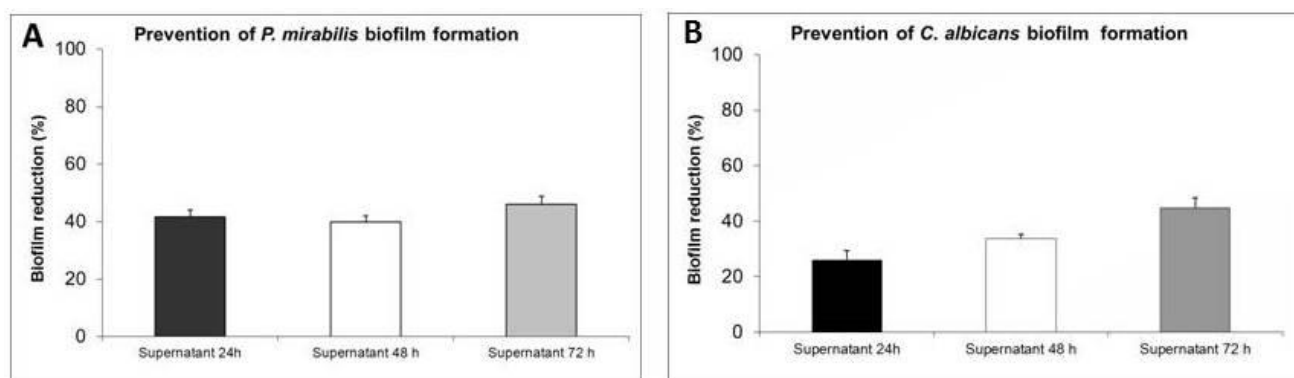 A
Prevention of P. mirabilis biofilm formation
Biofilm reduction (%)
100
80
60
40
20
0
Supernatant 24h
Supernatant 48 h
Supernatant 72 h
B
Prevention of C. albicans biofilm formation
Biofilm reduction (%)
100
80
60
40
20
0
Supernatant 24h
Supernatant 48 h
Supernatant 72 h